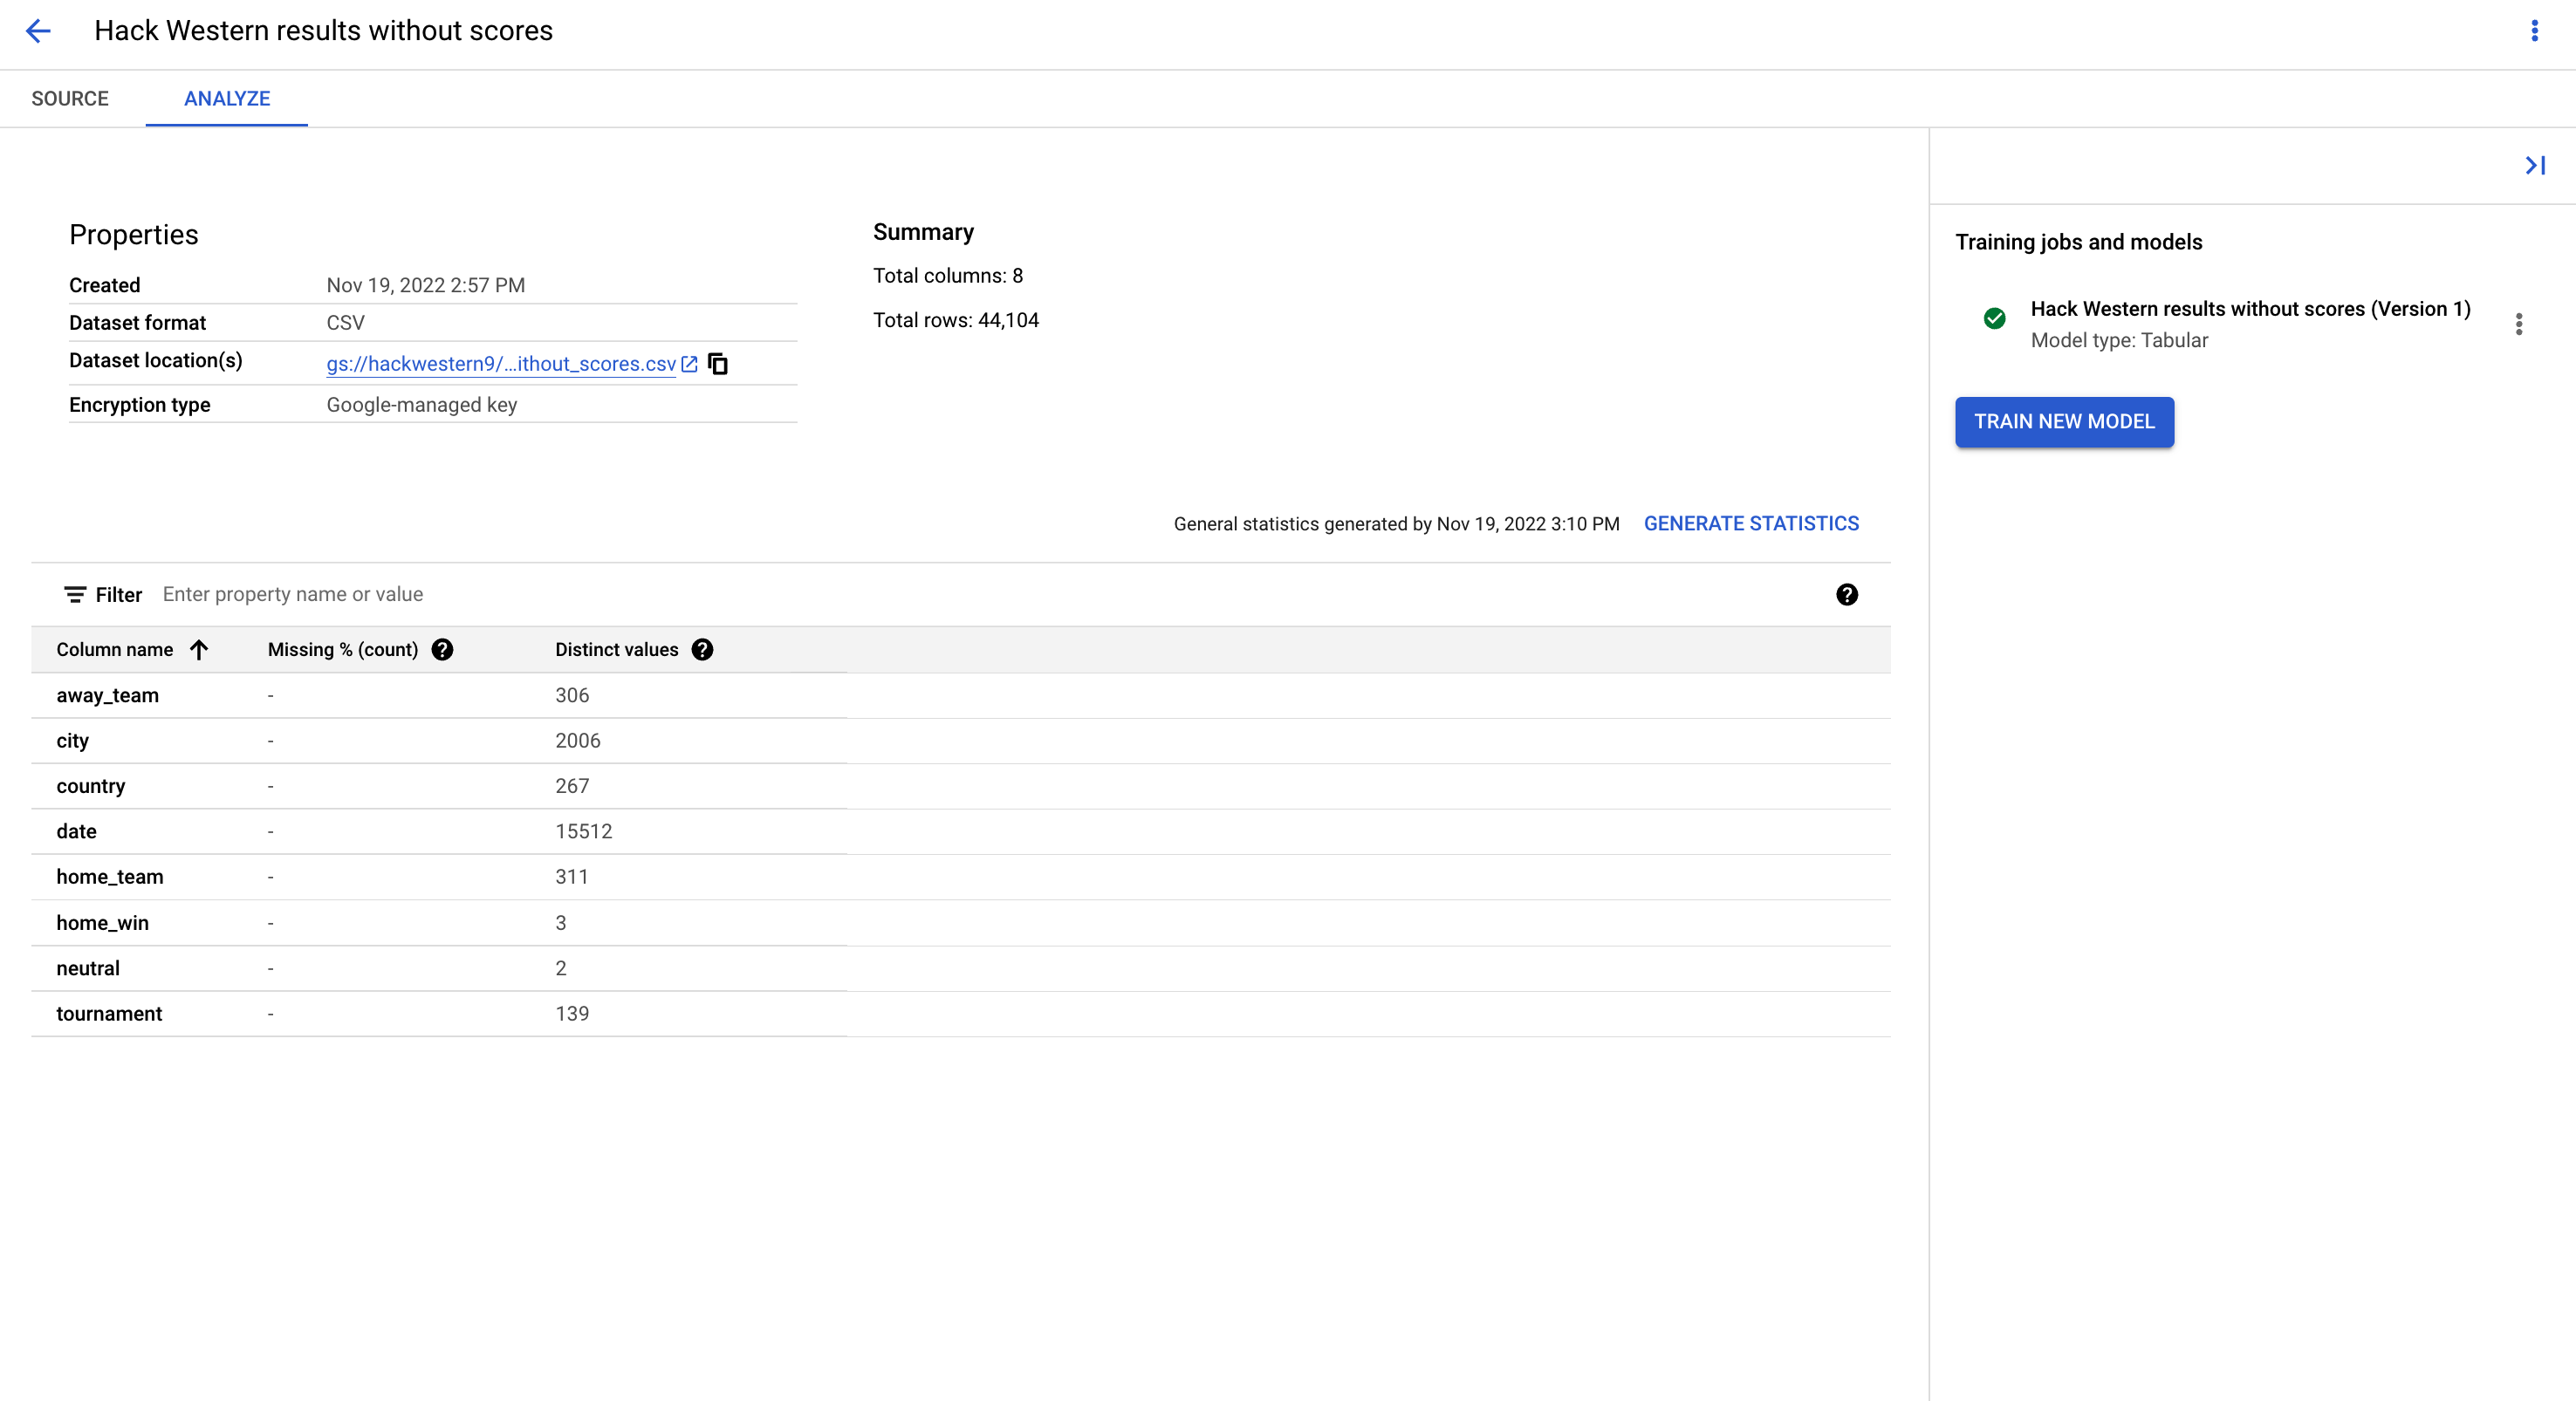 Hack Western results without scores
SOURCE
ANALYZE
Properties
Created Nov 19, 2022 2:57 PM
Dataset format CSV
Dataset location(s) gs://hackwestern9/...ithout_scores.csv
Encryption type Google-managed key
Summary
Total columns: 8
Total rows: 44,104
Training jobs and models
Hack Western results without scores (Version 1)
Model type: Tabular
TRAIN NEW MODEL
General statistics generated by Nov 19, 2022 3:10 PM GENERATE STATISTICS
Filter Enter property name or value
Column name Missing % (count) Distinct values
away_team - 306
city - 2006
country - 267
date - 15512
home_team - 311
home_win - 3
neutral - 2
tournament - 139